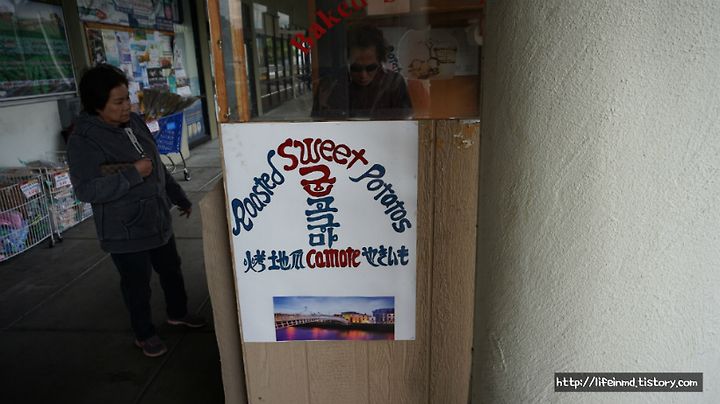 Baked
Roasted Sweet Potatos
군고구마
烤地瓜 camote やきいも
http://lifeinmd.tistory.com